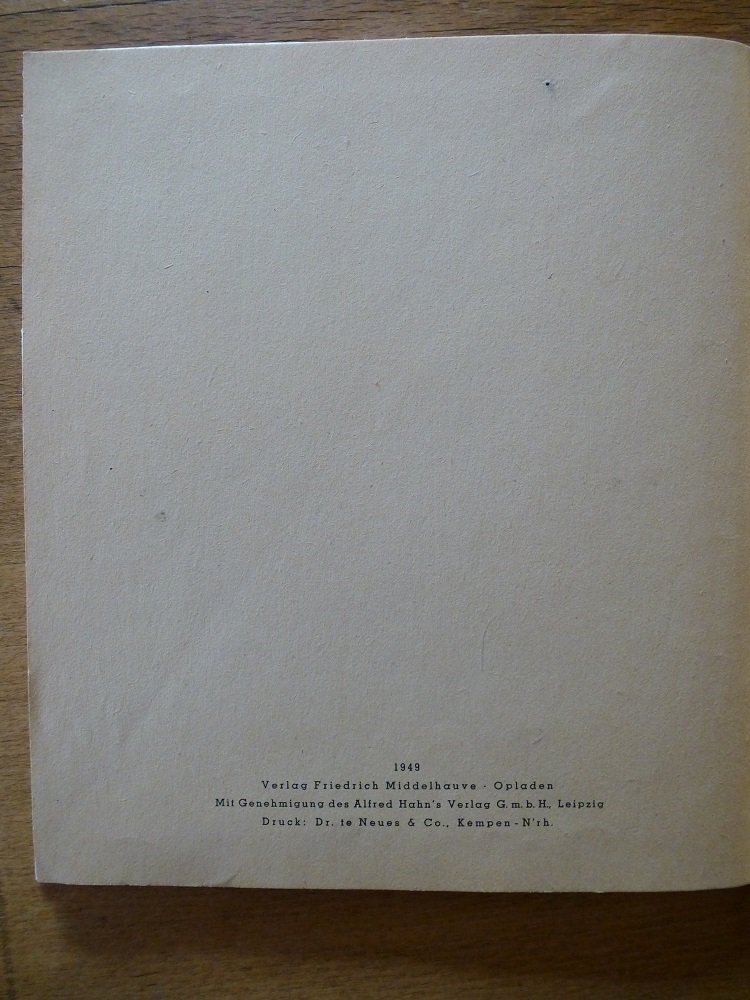 1949
Verlag Friedrich Middelhauve · Opladen
Mit Genehmigung des Alfred Hahn's Verlag G.m.b.H., Leipzig
Druck: Dr. te Neues & Co., Kempen-N'rh.